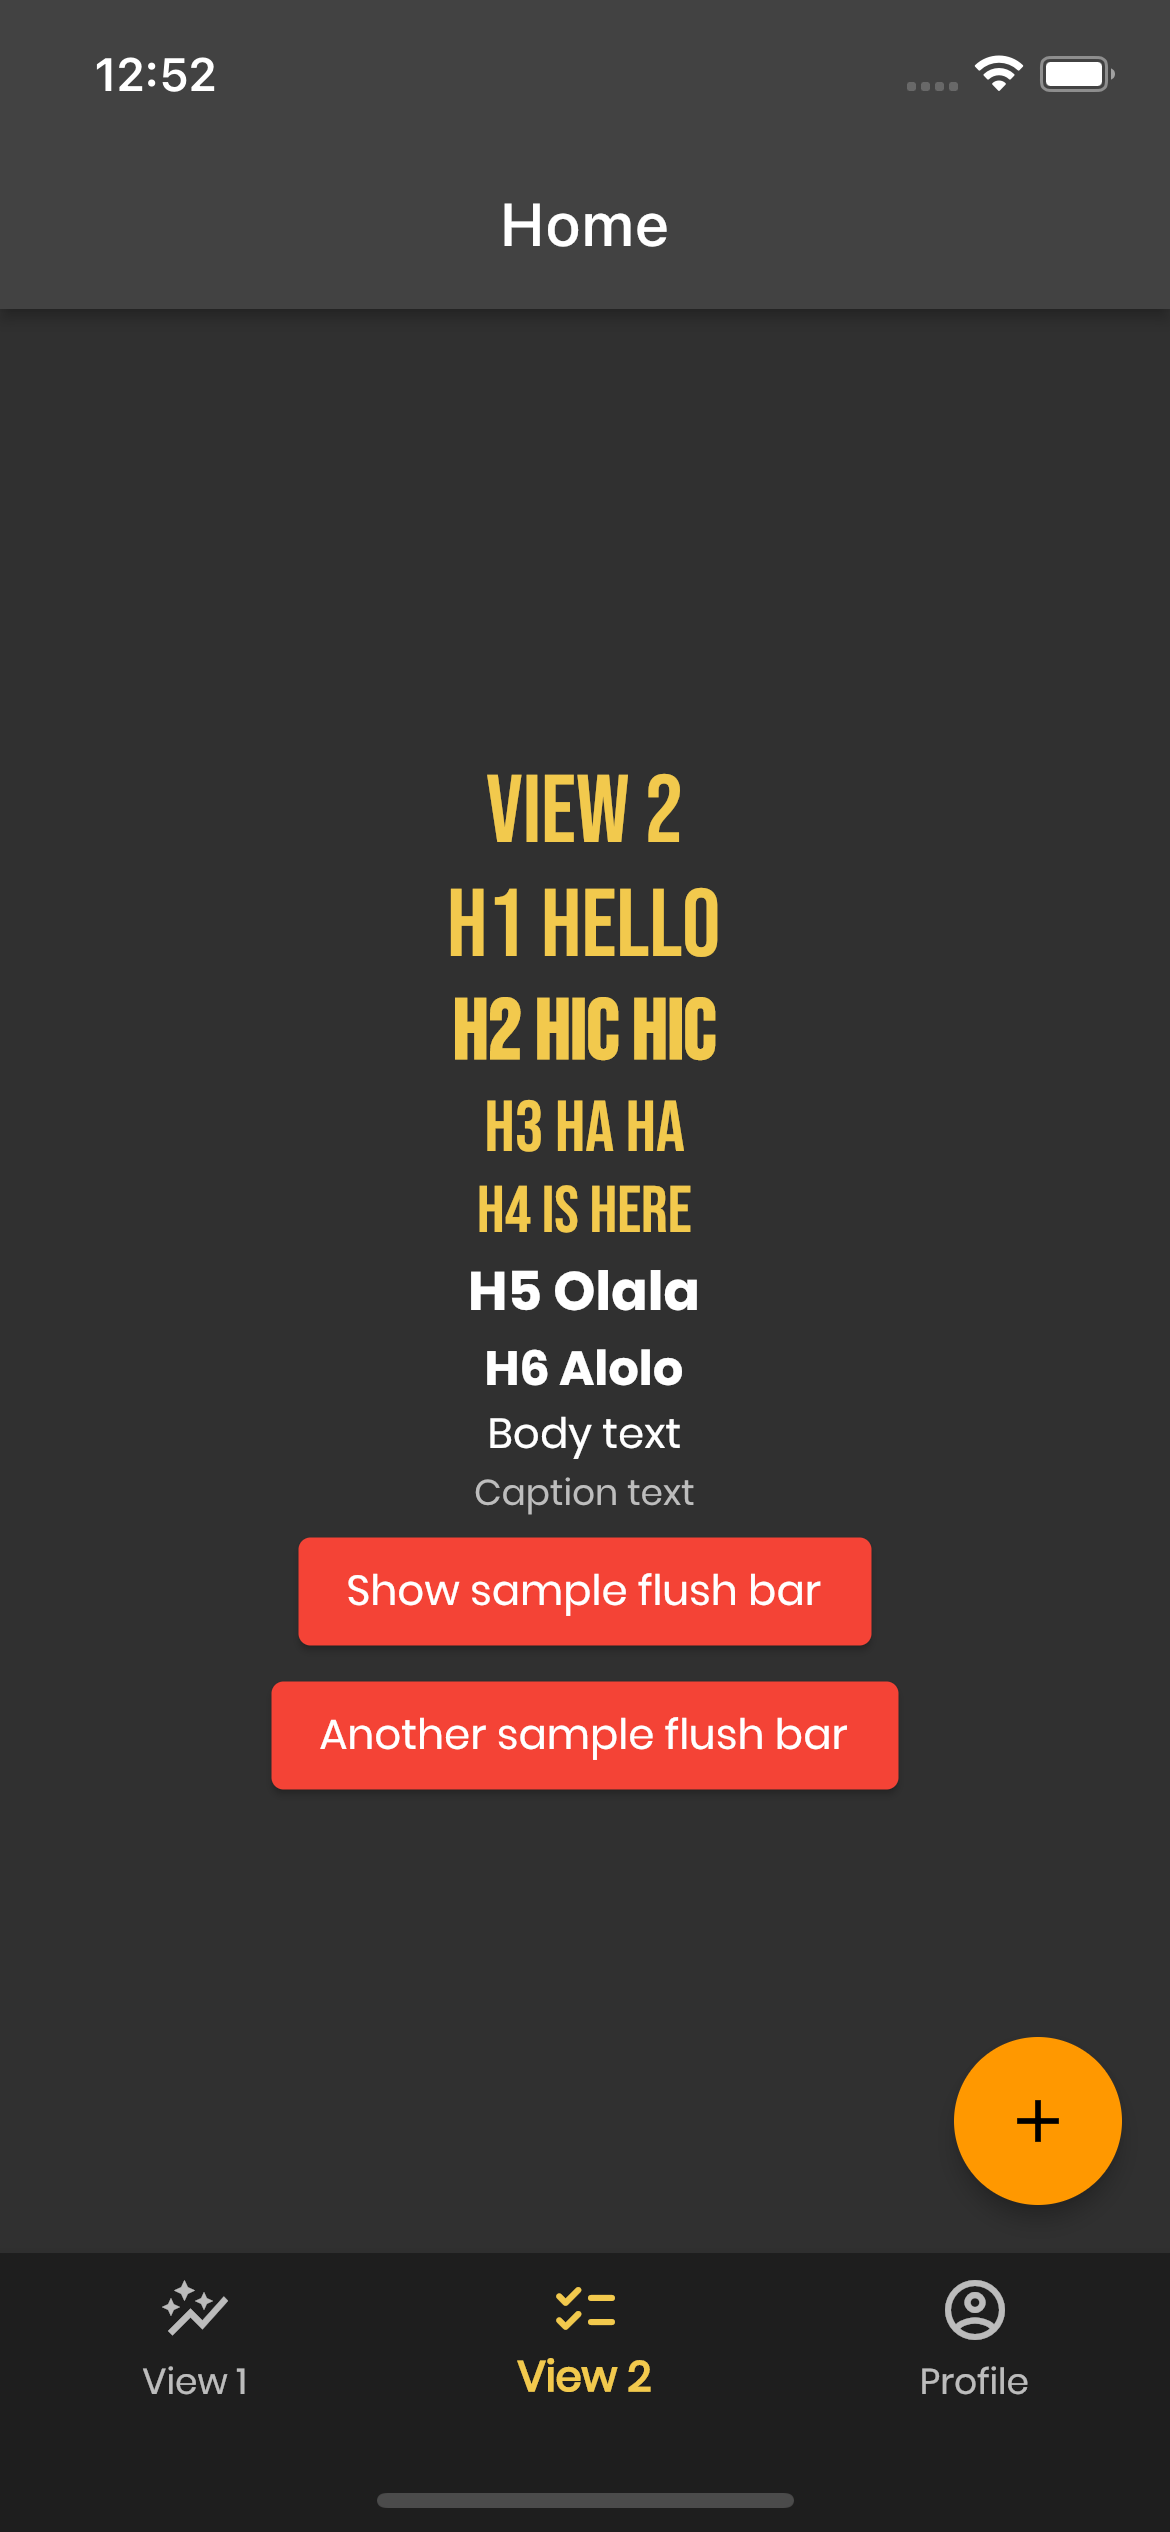 12:52
Home
VIEW 2
H1 HELLO
H2 HIC HIC
H3 HA HA
H4 IS HERE
H5 Olala
H6 Alolo
Body text
Caption text
Show sample flush bar
Another sample flush bar
View 1
View 2
Profile